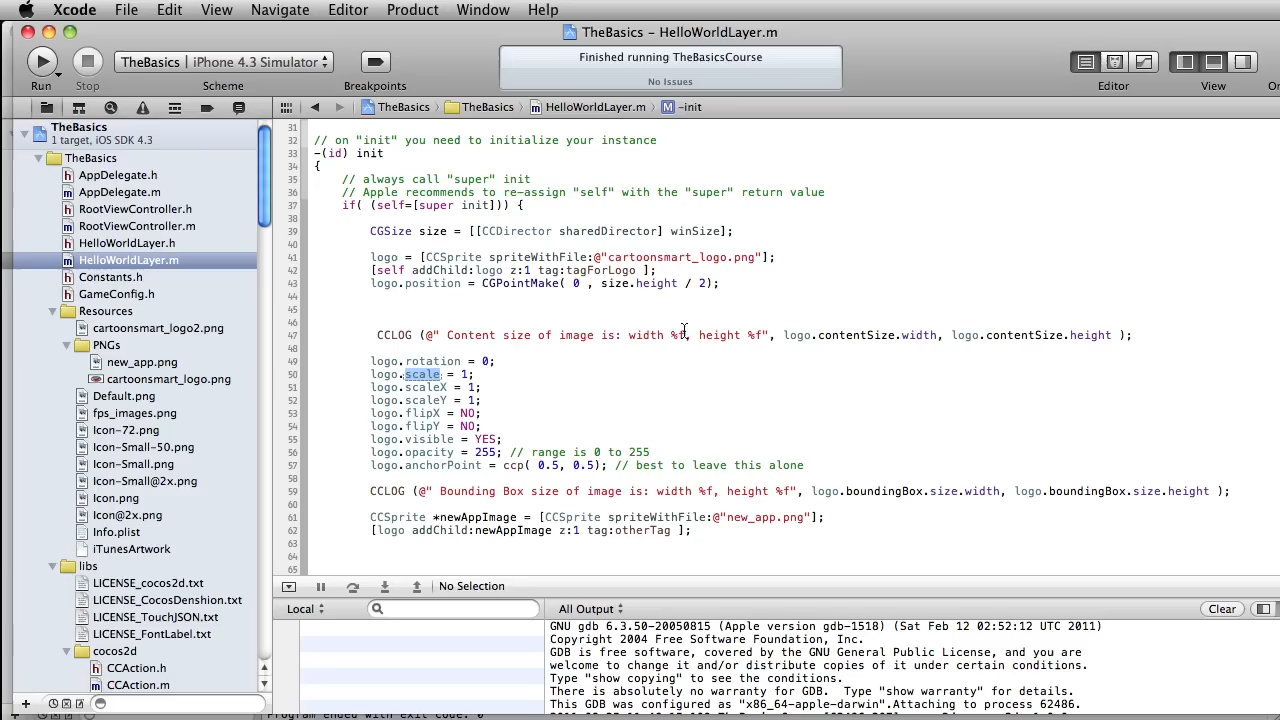 Xcode File Edit View Navigate Editor Product Window Help
TheBasics – HelloWorldLayer.m
Run Stop
TheBasics | iPhone 4.3 Simulator
Scheme
Breakpoints
Finished running TheBasicsCourse
No Issues
Editor
View
TheBasics
TheBasics
HelloWorldLayer.m
M -init
TheBasics
1 target, iOS SDK 4.3
TheBasics
AppDelegate.h
AppDelegate.m
RootViewController.h
RootViewController.m
HelloWorldLayer.h
HelloWorldLayer.m
Constants.h
GameConfig.h
Resources
cartoonsmart_logo2.png
PNGs
new_app.png
cartoonsmart_logo.png
Default.png
fps_images.png
Icon-72.png
Icon-Small-50.png
Icon-Small.png
Icon-Small@2x.png
Icon.png
Icon@2x.png
Info.plist
iTunesArtwork
libs
LICENSE_cocos2d.txt
LICENSE_CocosDenshion.txt
LICENSE_TouchJSON.txt
LICENSE_FontLabel.txt
cocos2d
CCAction.h
CCAction.m
31
32 // on "init" you need to initialize your instance
33 -(id) init
34 {
35 // always call "super" init
36 // Apple recommends to re-assign "self" with the "super" return value
37 if( (self=[super init])) {
38
39 CGSize size = [[CCDirector sharedDirector] winSize];
40
41 logo = [CCSprite spriteWithFile:@"cartoonsmart_logo.png"];
42 [self addChild:logo z:1 tag:tagForLogo ];
43 logo.position = CGPointMake( 0 , size.height / 2);
44
45
46
47 CCLOG (@" Content size of image is: width %f, height %f", logo.contentSize.width, logo.contentSize.height );
48
49 logo.rotation = 0;
50 logo.scale = 1;
51 logo.scaleX = 1;
52 logo.scaleY = 1;
53 logo.flipX = NO;
54 logo.flipY = NO;
55 logo.visible = YES;
56 logo.opacity = 255; // range is 0 to 255
57 logo.anchorPoint = ccp( 0.5, 0.5); // best to leave this alone
58
59 CCLOG (@" Bounding Box size of image is: width %f, height %f", logo.boundingBox.size.width, logo.boundingBox.size.height );
60
61 CCSprite *newAppImage = [CCSprite spriteWithFile:@"new_app.png"];
62 [logo addChild:newAppImage z:1 tag:otherTag ];
63
64
65
No Selection
Local
All Output
Clear
GNU gdb 6.3.50-20050815 (Apple version gdb-1518) (Sat Feb 12 02:52:12 UTC 2011)
Copyright 2004 Free Software Foundation, Inc.
GDB is free software, covered by the GNU General Public License, and you are
welcome to change it and/or distribute copies of it under certain conditions.
Type "show copying" to see the conditions.
There is absolutely no warranty for GDB. Type "show warranty" for details.
This GDB was configured as "x86_64-apple-darwin".Attaching to process 62486.
Program ended with exit code: 0